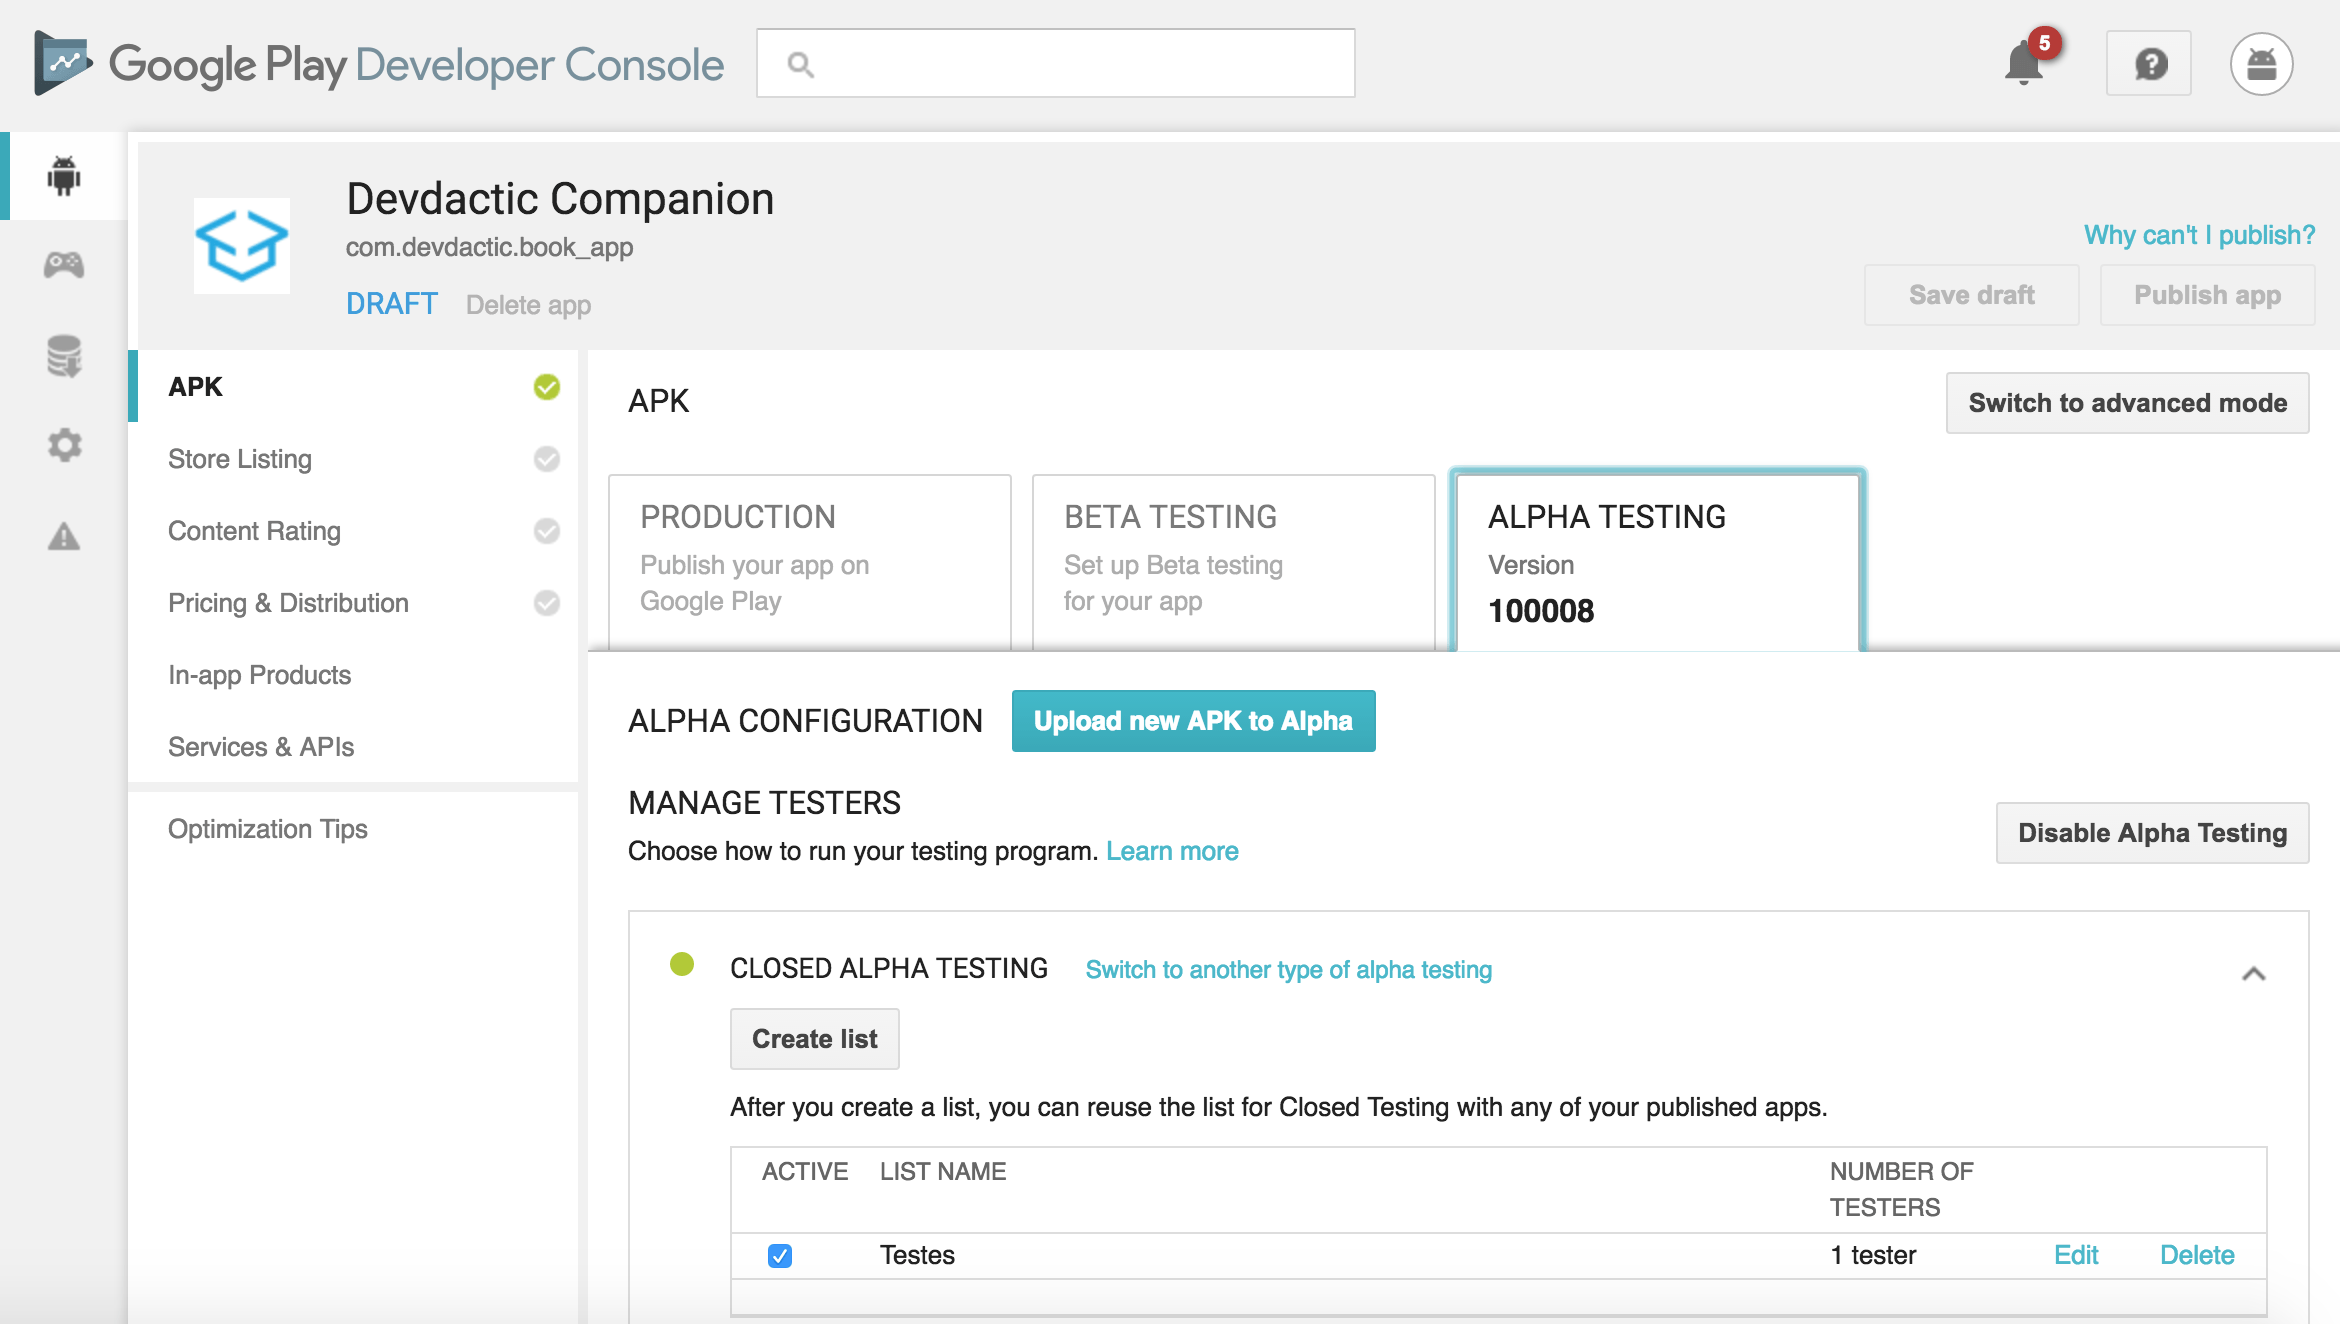 Google Play Developer Console
5
Devdactic Companion
com.devdactic.book_app
DRAFT Delete app
Why can't I publish?
Save draft Publish app
APK
Store Listing
Content Rating
Pricing & Distribution
In-app Products
Services & APIs
Optimization Tips
APK
Switch to advanced mode
PRODUCTION
Publish your app on
Google Play
BETA TESTING
Set up Beta testing
for your app
ALPHA TESTING
Version
100008
ALPHA CONFIGURATION Upload new APK to Alpha
MANAGE TESTERS
Choose how to run your testing program. Learn more
Disable Alpha Testing
CLOSED ALPHA TESTING Switch to another type of alpha testing
Create list
After you create a list, you can reuse the list for Closed Testing with any of your published apps.
ACTIVE LIST NAME NUMBER OF
TESTERS
Testes 1 tester Edit Delete